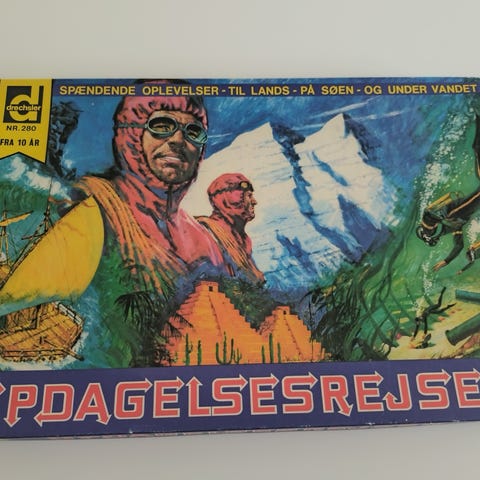 SPÆNDENDE OPLEVELSER - TIL LANDS - PÅ SØEN - OG UNDER VANDET
d
drechsler
NR. 280
FRA 10 ÅR
PDAGELSESREJSE